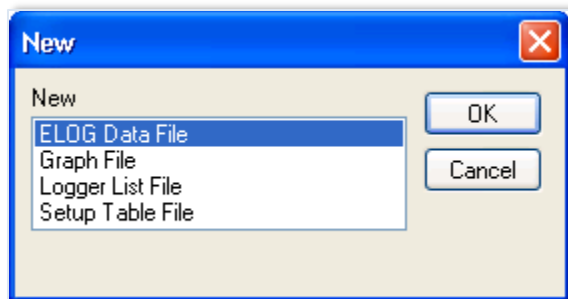 New
New
OK
ELOG Data File
Graph File
Cancel
Logger List File
Setup Table File